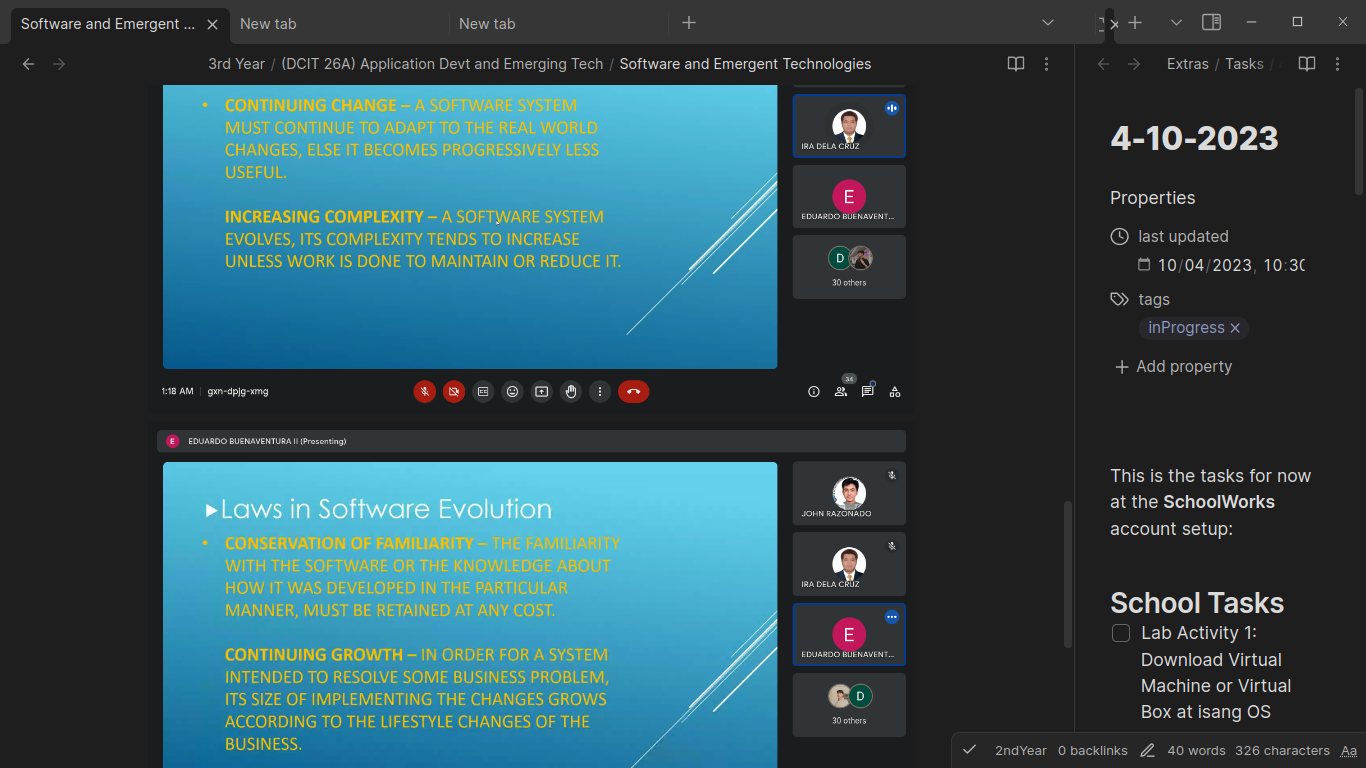 Software and Emergent ...
New tab
New tab
3rd Year / (DCIT 26A) Application Devt and Emerging Tech / Software and Emergent Technologies
Extras / Tasks /
• CONTINUING CHANGE – A SOFTWARE SYSTEM
MUST CONTINUE TO ADAPT TO THE REAL WORLD
CHANGES, ELSE IT BECOMES PROGRESSIVELY LESS
USEFUL.
INCREASING COMPLEXITY – A SOFTWARE SYSTEM
EVOLVES, ITS COMPLEXITY TENDS TO INCREASE
UNLESS WORK IS DONE TO MAINTAIN OR REDUCE IT.
IRA DELA CRUZ
E
EDUARDO BUENAVENT...
D
30 others
1:18 AM | gxn-dpjg-xmg
34
E EDUARDO BUENAVENTURA II (Presenting)
Laws in Software Evolution
• CONSERVATION OF FAMILIARITY – THE FAMILIARITY
WITH THE SOFTWARE OR THE KNOWLEDGE ABOUT
HOW IT WAS DEVELOPED IN THE PARTICULAR
MANNER, MUST BE RETAINED AT ANY COST.
CONTINUING GROWTH – IN ORDER FOR A SYSTEM
INTENDED TO RESOLVE SOME BUSINESS PROBLEM,
ITS SIZE OF IMPLEMENTING THE CHANGES GROWS
ACCORDING TO THE LIFESTYLE CHANGES OF THE
BUSINESS.
JOHN RAZONADO
IRA DELA CRUZ
E
EDUARDO BUENAVENT...
D
30 others
4-10-2023
Properties
last updated
10/04/2023, 10:30
tags
inProgress
Add property
This is the tasks for now
at the SchoolWorks
account setup:
School Tasks
Lab Activity 1:
Download Virtual
Machine or Virtual
Box at isang OS
2ndYear 0 backlinks 40 words 326 characters Aa